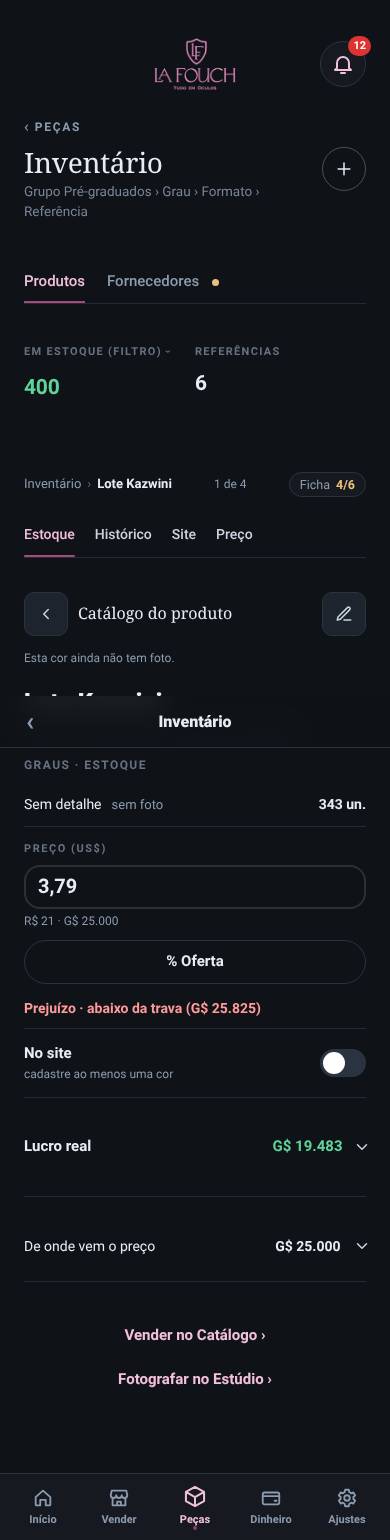 LA FOUCH
TUDO EM ÓCULOS
12
‹ PEÇAS
Inventário
Grupo Pré-graduados › Grau › Formato ›
Referência
+
Produtos Fornecedores
EM ESTOQUE (FILTRO) REFERÊNCIAS
400 6
Inventário › Lote Kazwini 1 de 4 Ficha 4/6
Estoque Histórico Site Preço
Catálogo do produto
Esta cor ainda não tem foto.
Inventário
GRAUS · ESTOQUE
Sem detalhe sem foto 343 un.
PREÇO (US$)
3,79
R$ 21 · G$ 25.000
% Oferta
Prejuízo · abaixo da trava (G$ 25.825)
No site
cadastre ao menos uma cor
Lucro real G$ 19.483
De onde vem o preço G$ 25.000
Vender no Catálogo ›
Fotografar no Estúdio ›
Início Vender Peças Dinheiro Ajustes